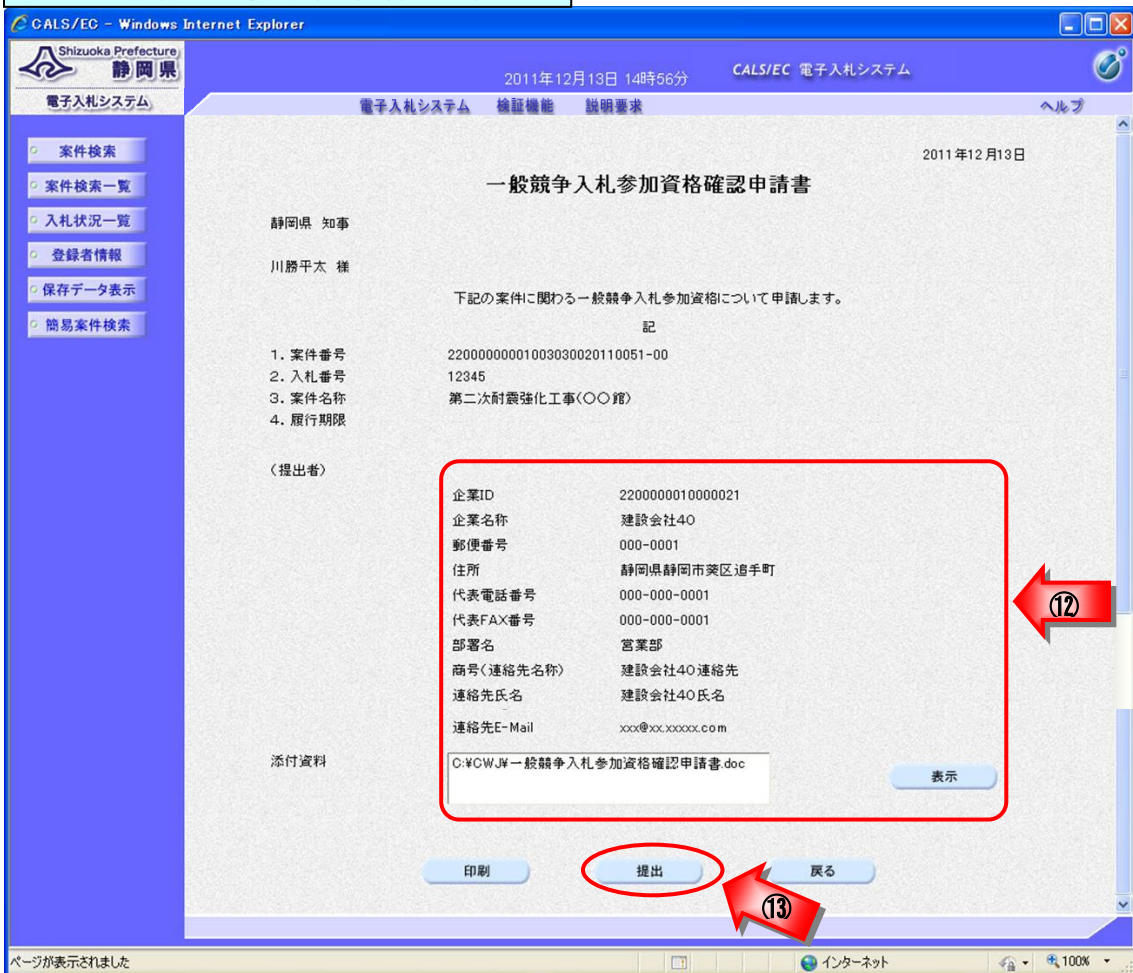 CALS/EC - Windows Internet Explorer
Shizuoka Prefecture
静岡県
電子入札システム
2011年12月13日 14時56分
CALS/EC 電子入札システム
電子入札システム 検証機能 説明要求 ヘルプ
案件検索
案件検索一覧
入札状況一覧
登録者情報
保存データ表示
簡易案件検索
2011年12月13日
一般競争入札参加資格確認申請書
静岡県 知事
川勝平太 様
下記の案件に関わる一般競争入札参加資格について申請します。
記
1. 案件番号 22000000001003030020110051-00
2. 入札番号 12345
3. 案件名称 第二次耐震強化工事(〇〇館)
4. 履行期限
(提出者)
企業ID 2200000010000021
企業名称 建設会社40
郵便番号 000-0001
住所 静岡県静岡市葵区追手町
代表電話番号 000-000-0001
代表FAX番号 000-000-0001
部署名 営業部
商号(連絡先名称) 建設会社40連絡先
連絡先氏名 建設会社40氏名
連絡先E-Mail xxx@xx.xxxxx.com
添付資料 C:¥CWJ¥一般競争入札参加資格確認申請書.doc 表示
⑫
印刷 提出 戻る
⑬
ページが表示されました インターネット 100%